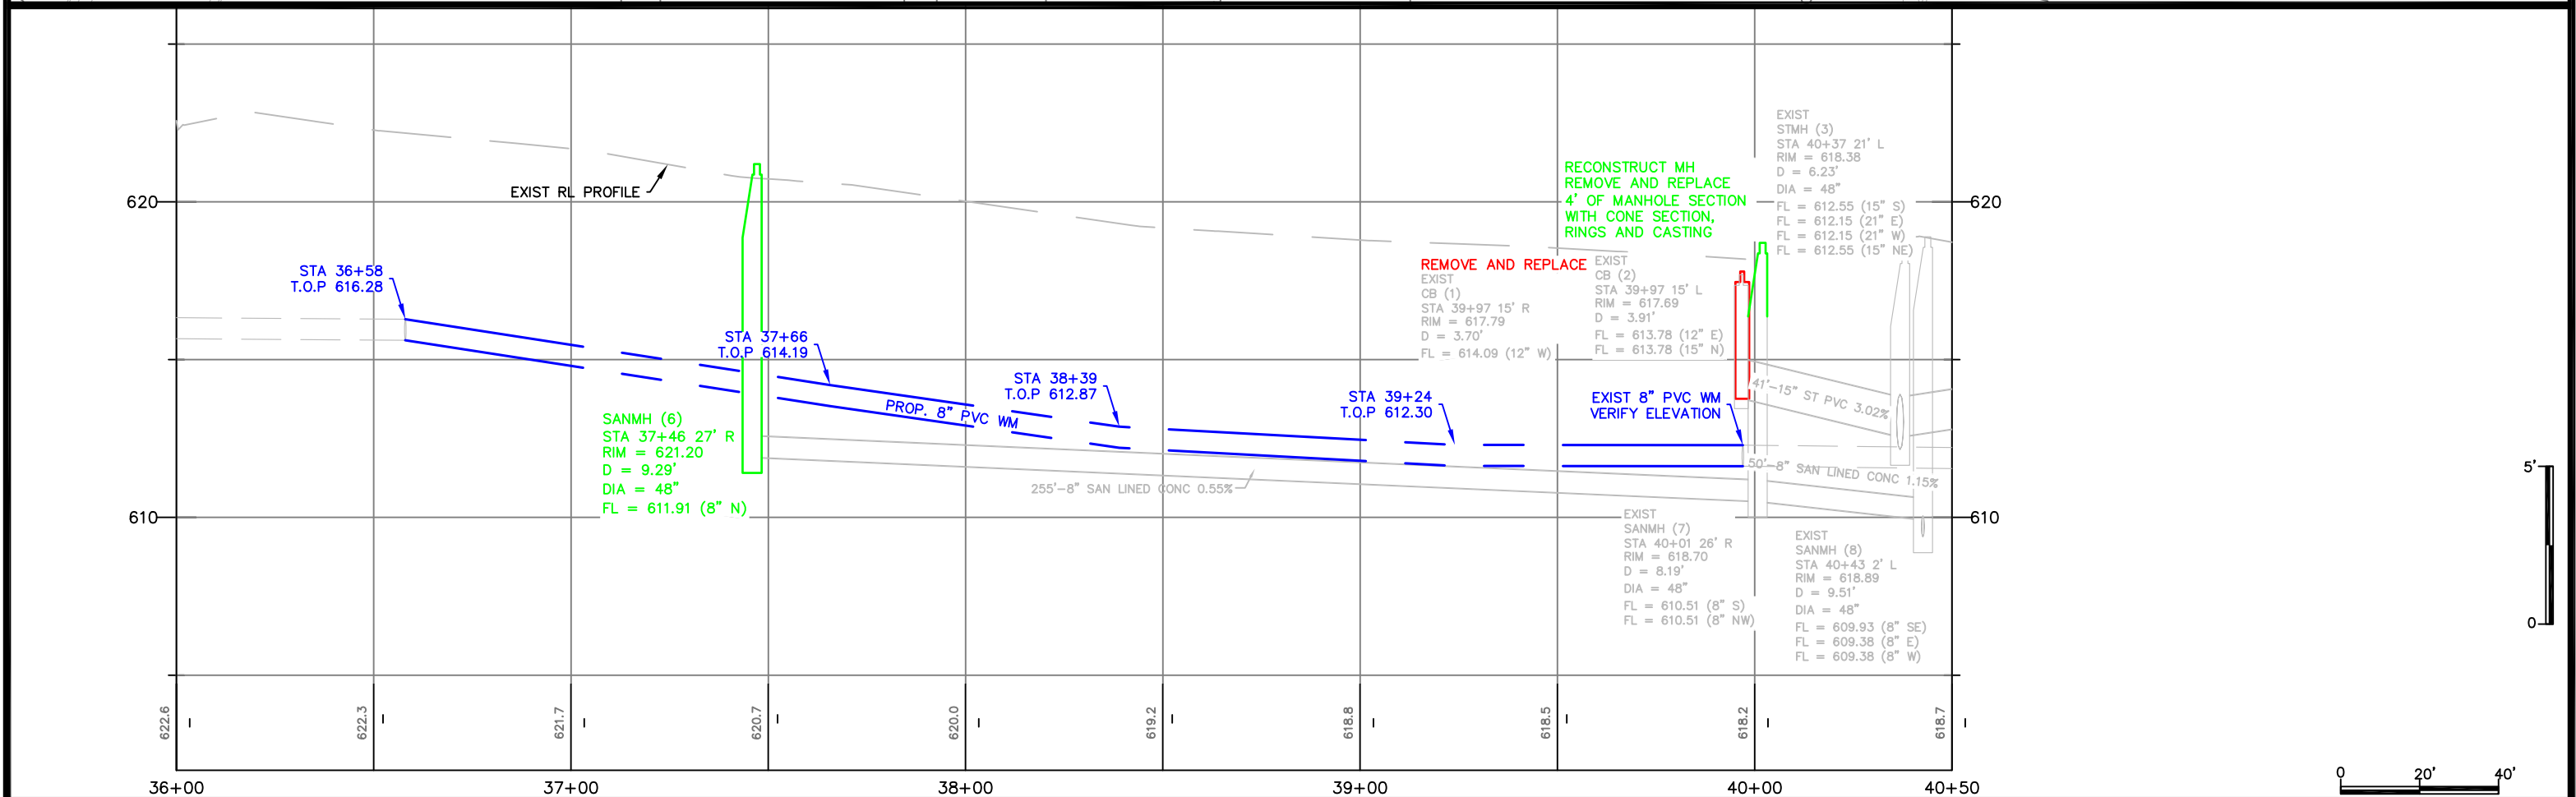 EXIST
STMH (3)
STA 40+37 21' L
RIM = 618.38
D = 6.23'
DIA = 48"
FL = 612.55 (15" S)
FL = 612.15 (21" E)
FL = 612.15 (21" W)
FL = 612.55 (15" NE)
RECONSTRUCT MH
REMOVE AND REPLACE
4' OF MANHOLE SECTION
WITH CONE SECTION,
RINGS AND CASTING
EXIST RL PROFILE
620
620
REMOVE AND REPLACE
EXIST
CB (1)
STA 39+97 15' R
RIM = 617.79
D = 3.70'
FL = 614.09 (12" W)
EXIST
CB (2)
STA 39+97 15' L
RIM = 617.69
D = 3.91'
FL = 613.78 (12" E)
FL = 613.78 (15" N)
STA 36+58
T.O.P 616.28
STA 37+66
T.O.P 614.19
STA 38+39
T.O.P 612.87
STA 39+24
T.O.P 612.30
EXIST 8" PVC WM
VERIFY ELEVATION
41'-15" ST PVC 3.02%
PROP. 8" PVC WM
SANMH (6)
STA 37+46 27' R
RIM = 621.20
D = 9.29'
DIA = 48"
FL = 611.91 (8" N)
255'-8" SAN LINED CONC 0.55%
50'-8" SAN LINED CONC 1.15%
5'
0
610
610
EXIST
SANMH (7)
STA 40+01 26' R
RIM = 618.70
D = 8.19'
DIA = 48"
FL = 610.51 (8" S)
FL = 610.51 (8" NW)
EXIST
SANMH (8)
STA 40+43 2' L
RIM = 618.89
D = 9.51'
DIA = 48"
FL = 609.93 (8" SE)
FL = 609.38 (8" E)
FL = 609.38 (8" W)
622.6
622.3
621.7
620.7
620.0
619.2
618.8
618.5
618.2
618.7
36+00
37+00
38+00
39+00
40+00
40+50
0 20' 40'